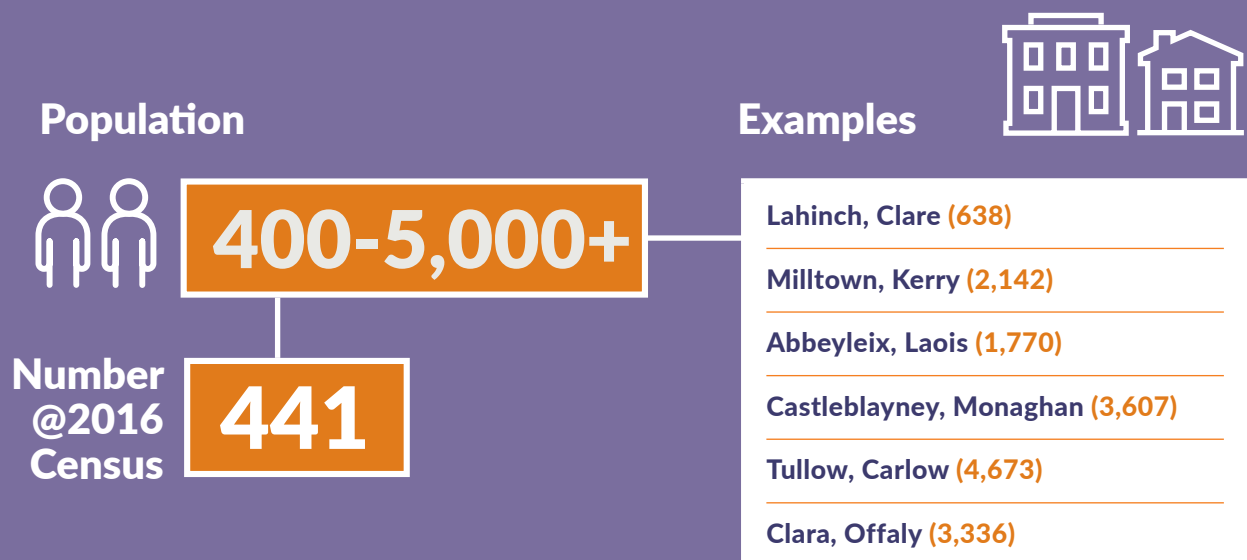 Population
400-5,000+
Number
@2016
Census
441
Examples
Lahinch, Clare (638)
Milltown, Kerry (2,142)
Abbeyleix, Laois (1,770)
Castleblayney, Monaghan (3,607)
Tullow, Carlow (4,673)
Clara, Offaly (3,336)